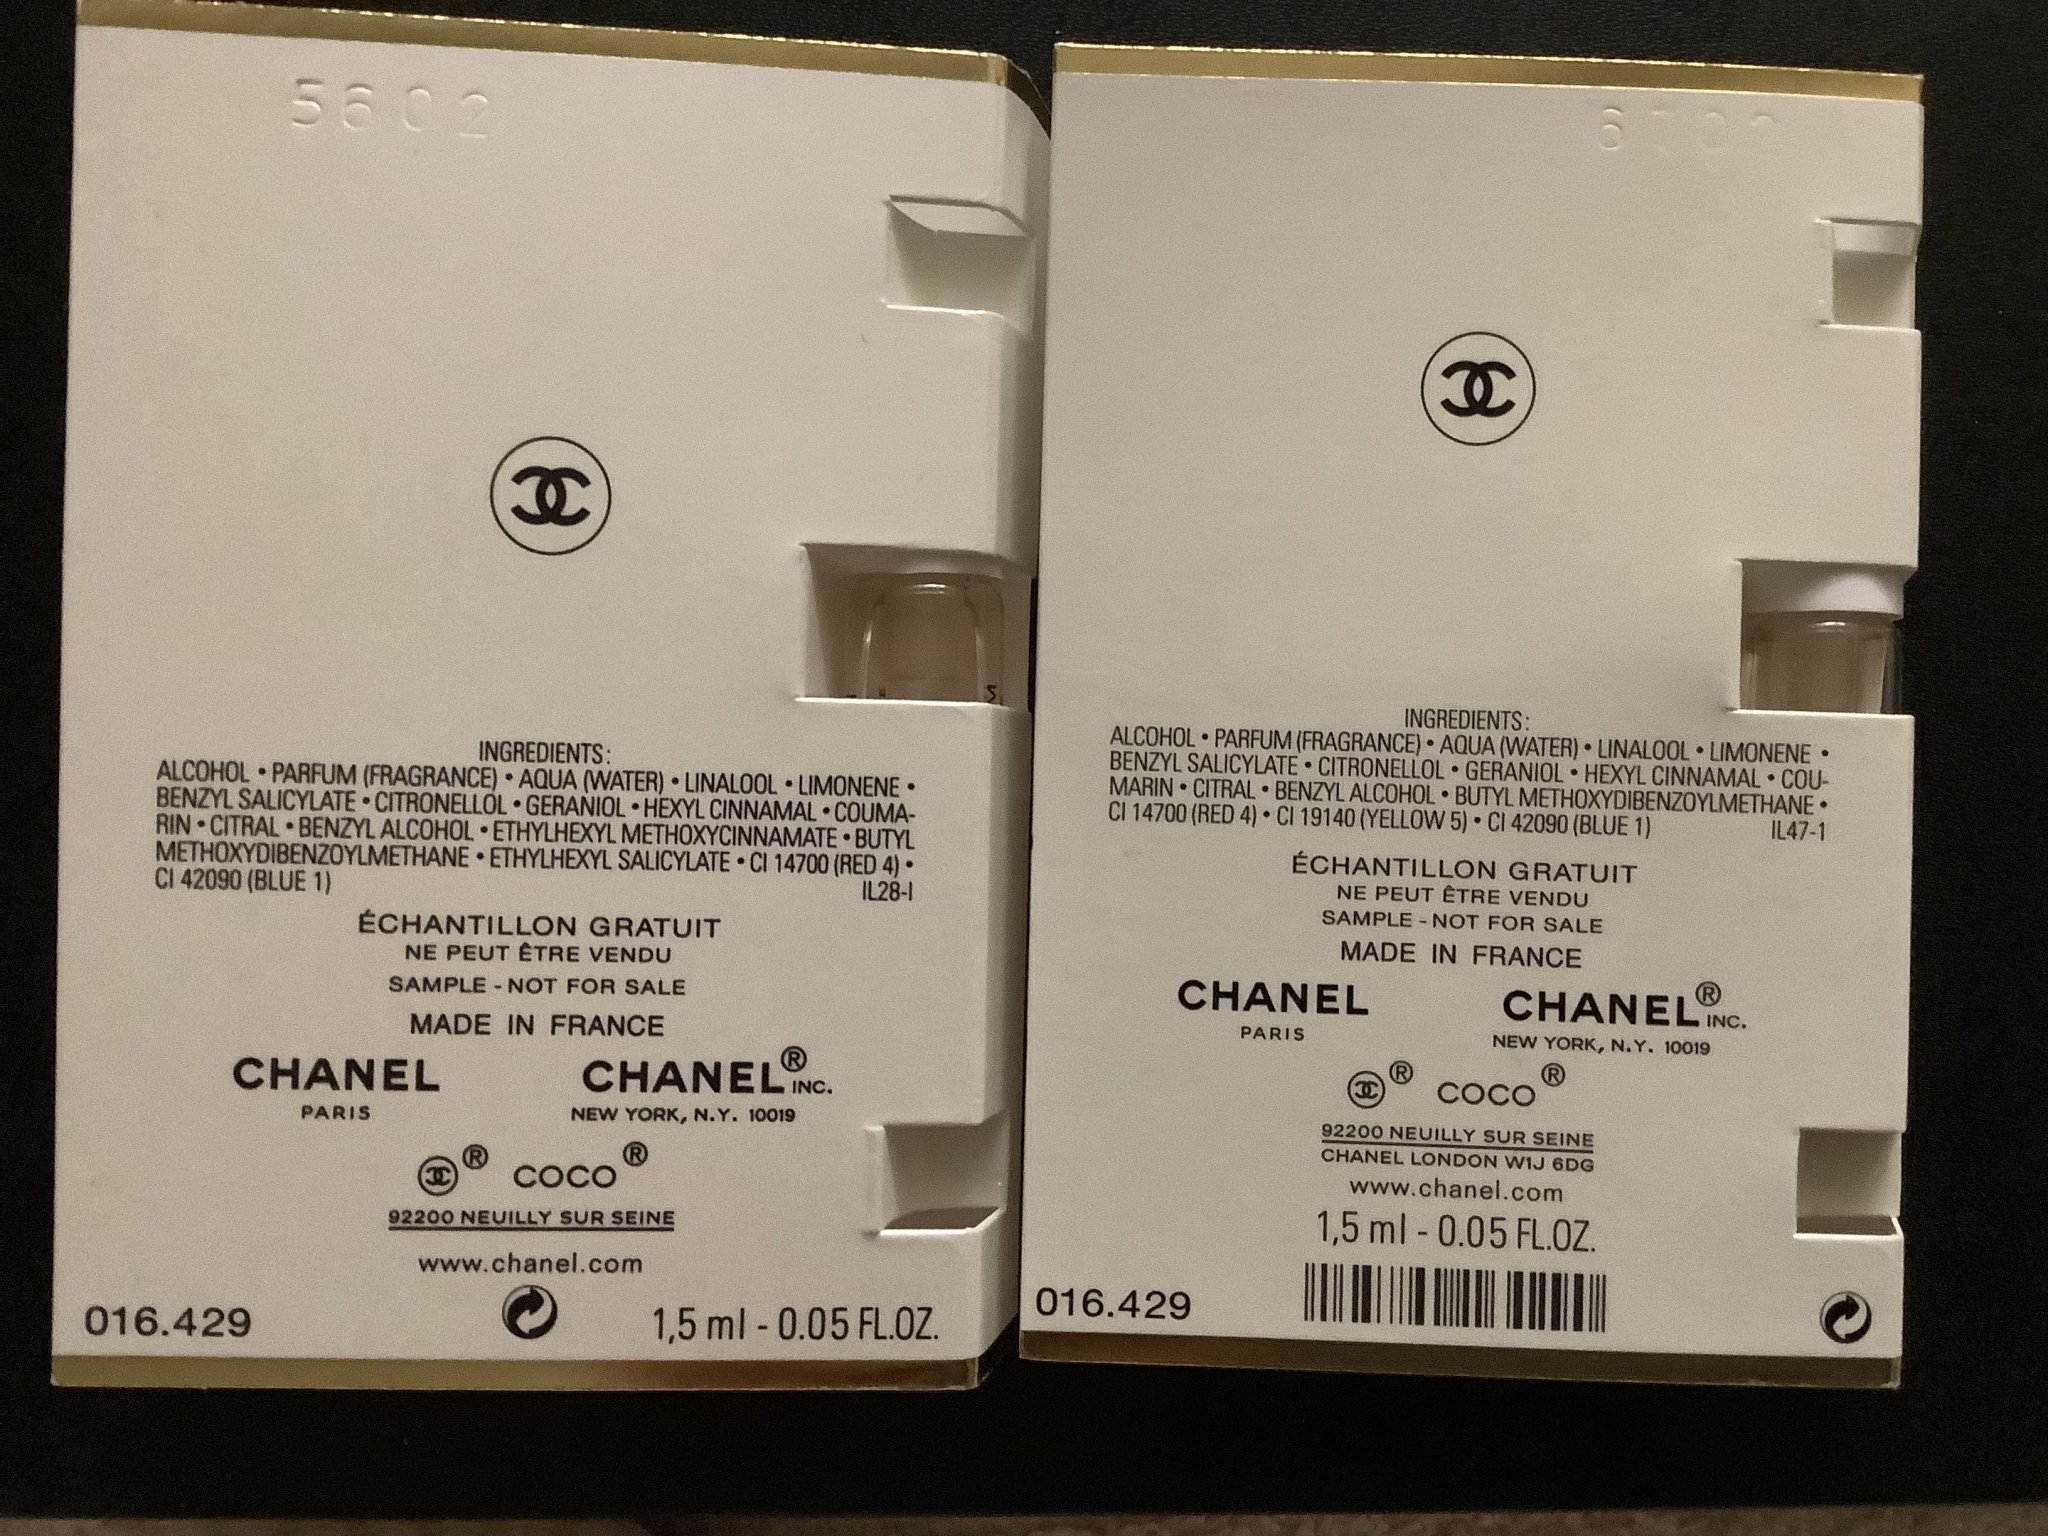 5602
INGREDIENTS:
ALCOHOL • PARFUM (FRAGRANCE) • AQUA (WATER) • LINALOOL • LIMONENE •
BENZYL SALICYLATE • CITRONELLOL • GERANIOL • HEXYL CINNAMAL • COUMA-
RIN • CITRAL • BENZYL ALCOHOL • ETHYLHEXYL METHOXYCINNAMATE • BUTYL
METHOXYDIBENZOYLMETHANE • ETHYLHEXYL SALICYLATE • CI 14700 (RED 4) •
CI 42090 (BLUE 1) IL28-I
ÉCHANTILLON GRATUIT
NE PEUT ÊTRE VENDU
SAMPLE - NOT FOR SALE
MADE IN FRANCE
CHANEL CHANEL® INC.
PARIS NEW YORK, N.Y. 10019
® COCO®
92200 NEUILLY SUR SEINE
www.chanel.com
016.429 1,5 ml - 0.05 FL.OZ.
INGREDIENTS:
ALCOHOL • PARFUM (FRAGRANCE) • AQUA (WATER) • LINALOOL • LIMONENE •
BENZYL SALICYLATE • CITRONELLOL • GERANIOL • HEXYL CINNAMAL • COU-
MARIN • CITRAL • BENZYL ALCOHOL • BUTYL METHOXYDIBENZOYLMETHANE •
CI 14700 (RED 4) • CI 19140 (YELLOW 5) • CI 42090 (BLUE 1) IL47-1
ÉCHANTILLON GRATUIT
NE PEUT ÊTRE VENDU
SAMPLE - NOT FOR SALE
MADE IN FRANCE
CHANEL CHANEL® INC.
PARIS NEW YORK, N.Y. 10019
® COCO®
92200 NEUILLY SUR SEINE
CHANEL LONDON W1J 6DG
www.chanel.com
1,5 ml - 0.05 FL.OZ.
016.429